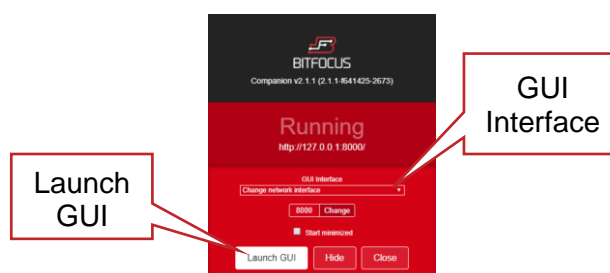 BITFOCUS
Companion v2.1.1 (2.1.1-f641425-2673)
GUI
Interface
Running
http://127.0.0.1:8000/
GUI Interface
Change network interface
Launch
GUI
8000 Change
Start minimized
Launch GUI Hide Close